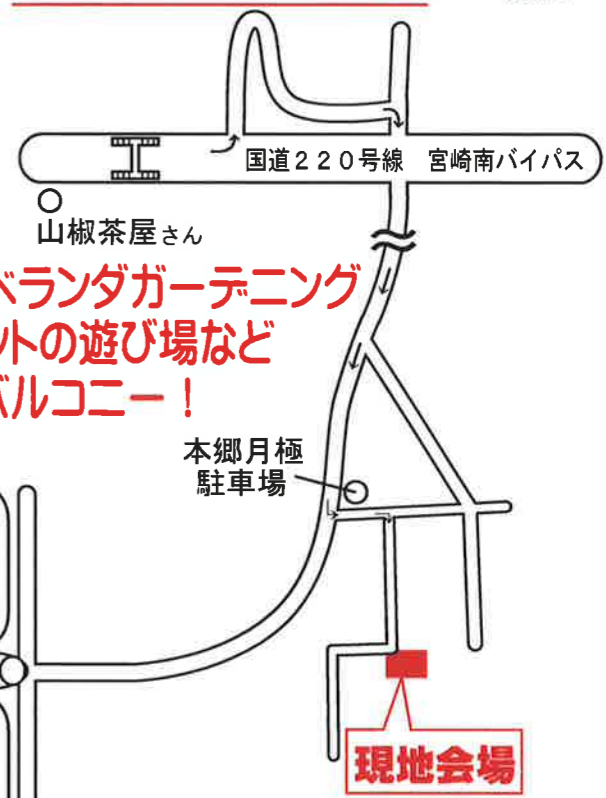 国道２２０号線　宮崎南バイパス
山椒茶屋さん
ベランダガーデニング
ントの遊び場など
バルコニー！
本郷月極
駐車場
現地会場